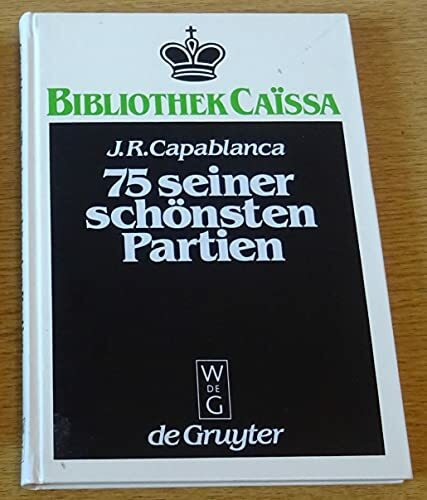 BIBLIOTHEK CAÏSSA
J.R.Capablanca
75 seiner
schönsten
Partien
W
DE
G
de Gruyter